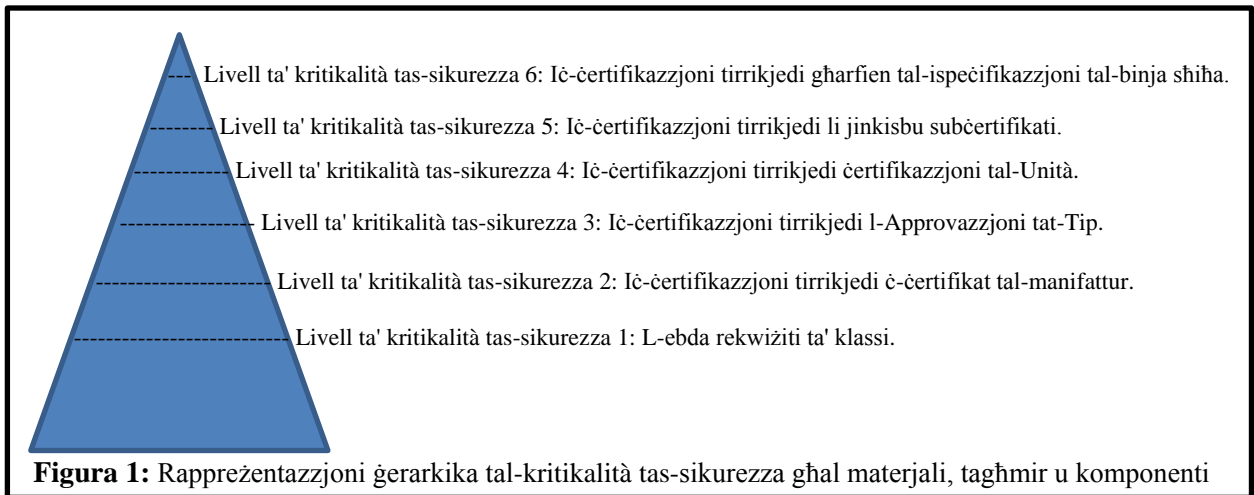 Livell ta' kritikalità tas-sikurezza 6: Iċ-ċertifikazzjoni tirrikjedi għarfien tal-ispeċifikazzjoni tal-binja sħiħa.
Livell ta' kritikalità tas-sikurezza 5: Iċ-ċertifikazzjoni tirrikjedi li jinkisbu subċertifikati.
Livell ta' kritikalità tas-sikurezza 4: Iċ-ċertifikazzjoni tirrikjedi ċertifikazzjoni tal-Unità.
Livell ta' kritikalità tas-sikurezza 3: Iċ-ċertifikazzjoni tirrikjedi l-Approvazzjoni tat-Tip.
Livell ta' kritikalità tas-sikurezza 2: Iċ-ċertifikazzjoni tirrikjedi ċ-ċertifikat tal-manifattur.
Livell ta' kritikalità tas-sikurezza 1: L-ebda rekwiżiti ta' klassi.
Figura 1: Rappreżentazzjoni ġerarkika tal-kritikalità tas-sikurezza għal materjali, tagħmir u komponenti